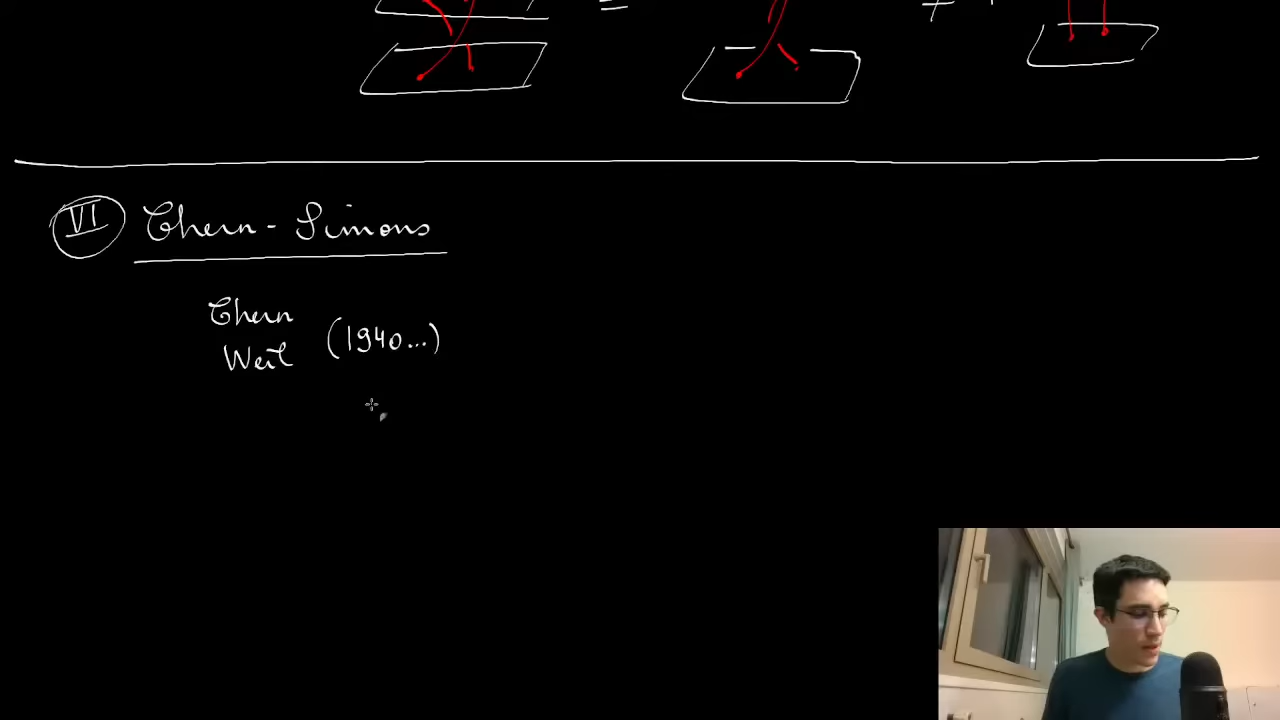 = ≠
VI Chern - Simons
Chern
Weil (1940...)